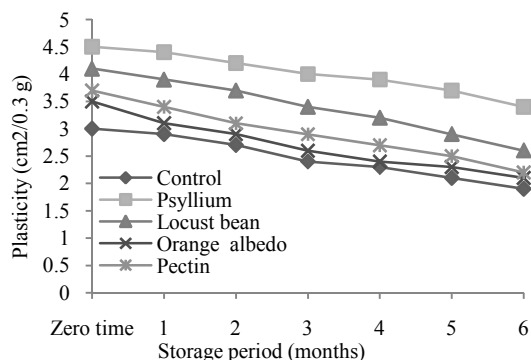 Plasticity (cm2/0.3 g)
5
4.5
4
3.5
3
2.5
2
1.5
1
0.5
0
Control
Psyllium
Locust bean
Orange albedo
Pectin
Zero time 1 2 3 4 5 6
Storage period (months)